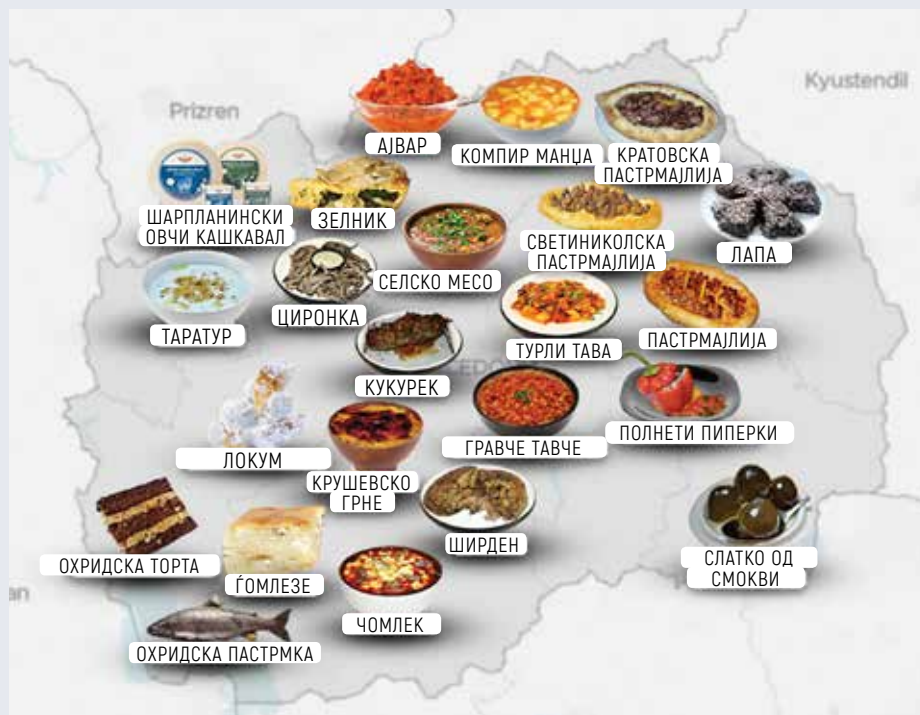 Kyustendil
Prizren
АЈВАР
КОМПИР МАНЏА
КРАТОВСКА
ПАСТРМАЈЛИЈА
ШАРПЛАНИНСКИ
ОВЧИ КАШКАВАЛ
ЗЕЛНИК
СЕЛСКО МЕСО
СВЕТИНИКОЛСКА
ПАСТРМАЈЛИЈА
ЛАПА
ТАРАТУР
ЦИРОНКА
ТУРЛИ ТАВА
ПАСТРМАЈЛИЈА
КУКУРЕК
ГРАВЧЕ ТАВЧЕ
ПОЛНЕТИ ПИПЕРКИ
ЛОКУМ
КРУШЕВСКО
ГРНЕ
ШИРДЕН
ОХРИДСКА ТОРТА
ЃОМЛЕЗЕ
СЛАТКО ОД
СМОКВИ
an
ЧОМЛЕК
ОХРИДСКА ПАСТРМКА